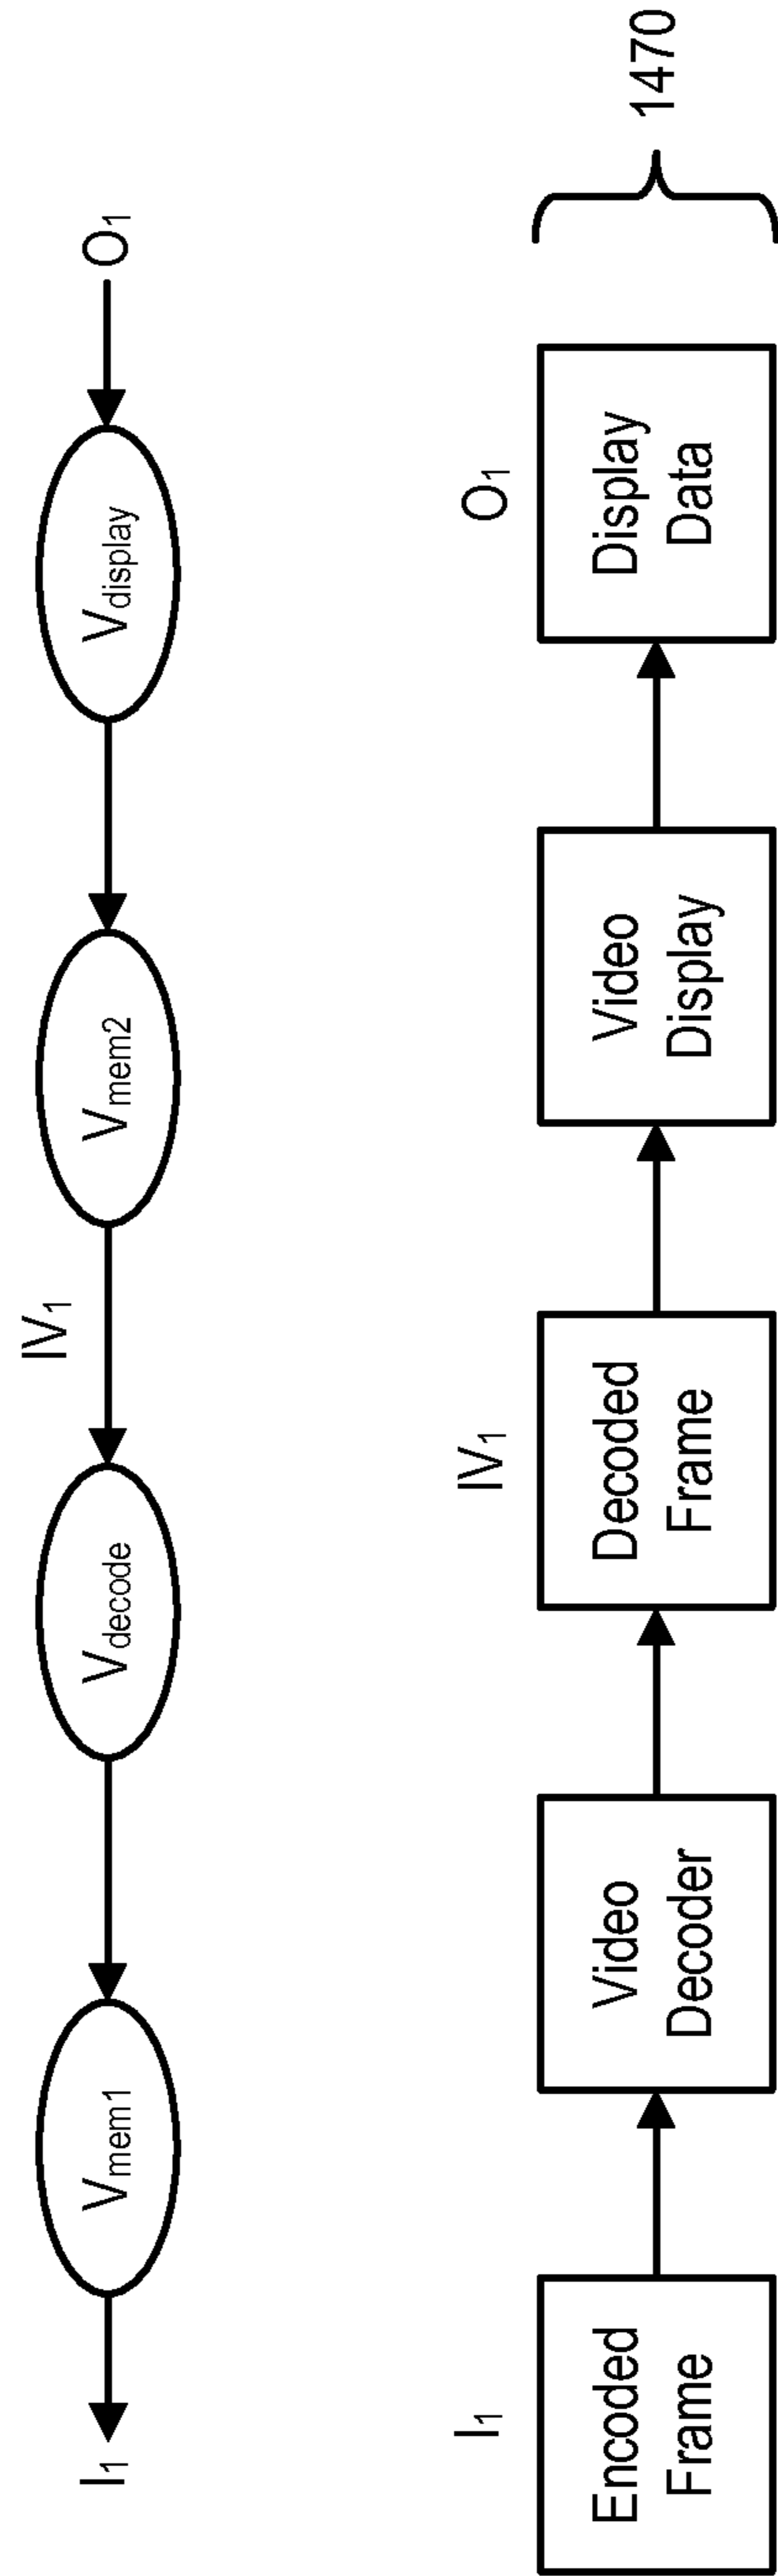 I1
Vmem1
Vdecode
IV1
Vmem2
Vdisplay
O1
I1
Encoded
Frame
Video
Decoder
IV1
Decoded
Frame
Video
Display
O1
Display
Data
1470